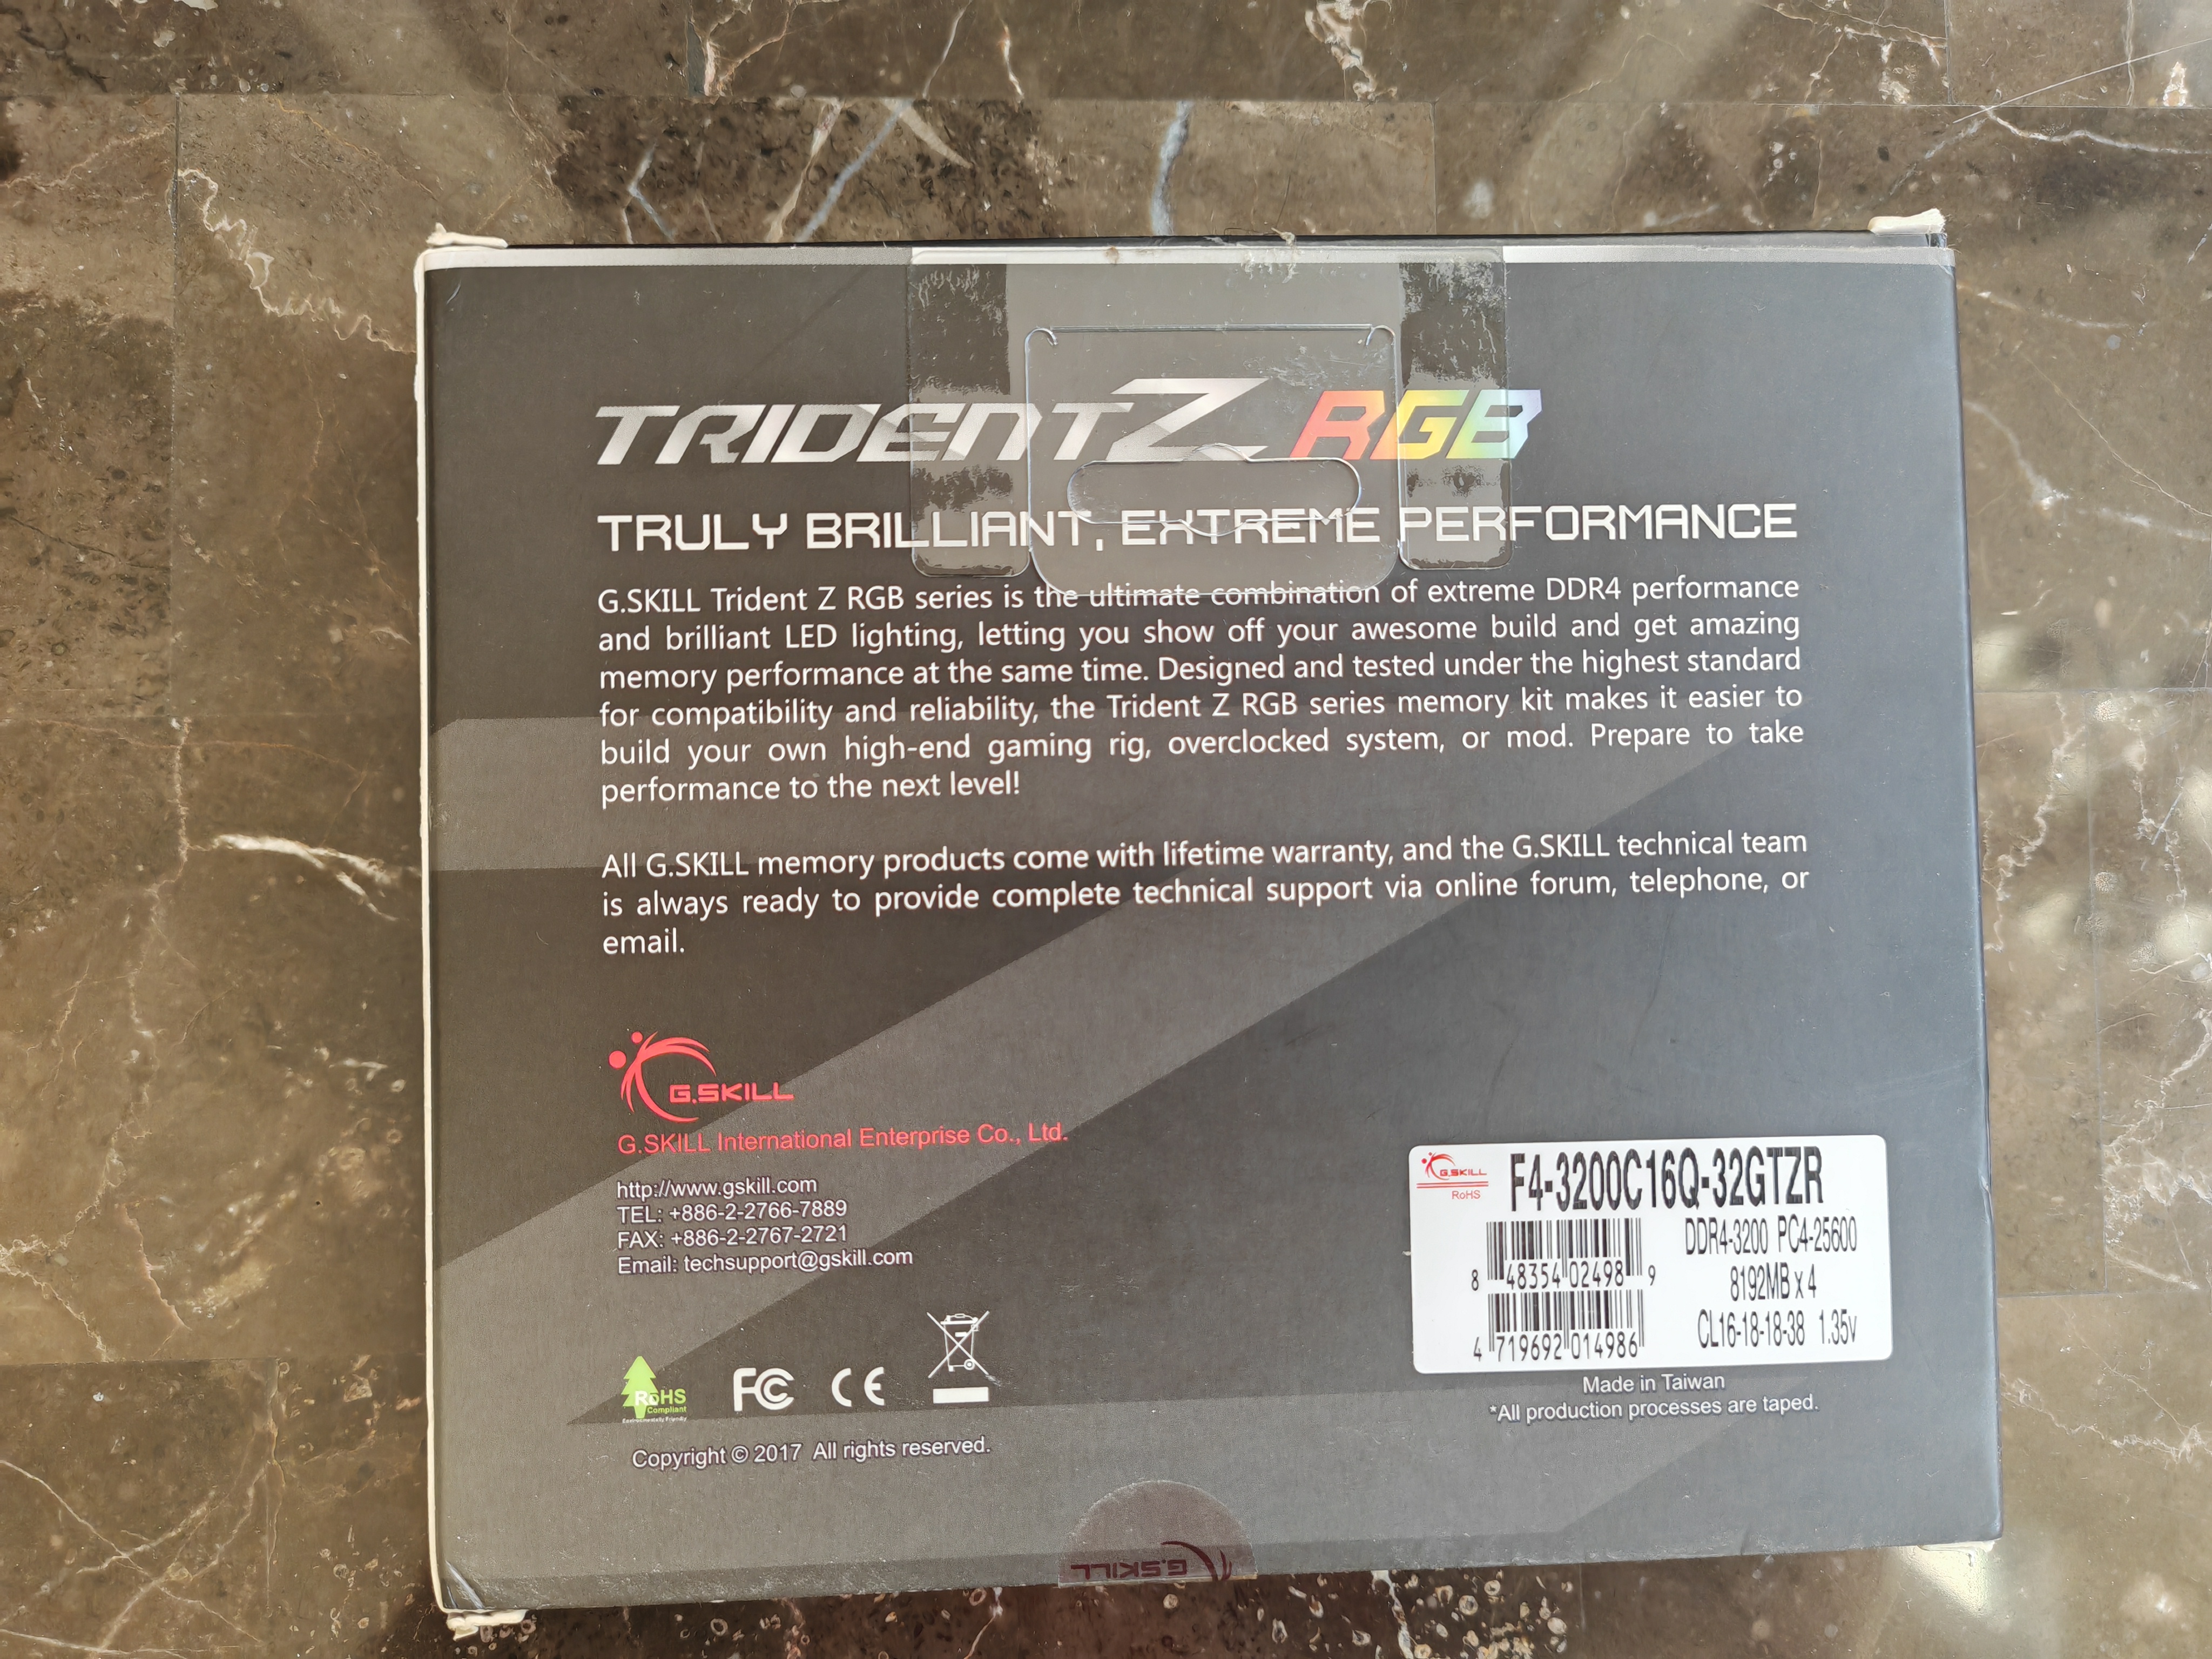 TRIDENTZ RGB
TRULY BRILLIANT, EXTREME PERFORMANCE
G.SKILL Trident Z RGB series is the ultimate combination of extreme DDR4 performance
and brilliant LED lighting, letting you show off your awesome build and get amazing
memory performance at the same time. Designed and tested under the highest standard
for compatibility and reliability, the Trident Z RGB series memory kit makes it easier to
build your own high-end gaming rig, overclocked system, or mod. Prepare to take
performance to the next level!
All G.SKILL memory products come with lifetime warranty, and the G.SKILL technical team
is always ready to provide complete technical support via online forum, telephone, or
email.
G.SKILL
G.SKILL International Enterprise Co., Ltd.
http://www.gskill.com
TEL: +886-2-2766-7889
FAX: +886-2-2767-2721
Email: techsupport@gskill.com
RoHS
Compliant
Environmentally Friendly
FC CE
Copyright © 2017 All rights reserved.
G.SKILL
RoHS
F4-3200C16Q-32GTZR
DDR4-3200 PC4-25600
8192MB x 4
CL16-18-18-38 1.35v
8 48354 02498 9
4 719692 014986
Made in Taiwan
*All production processes are taped.
G.SKILL